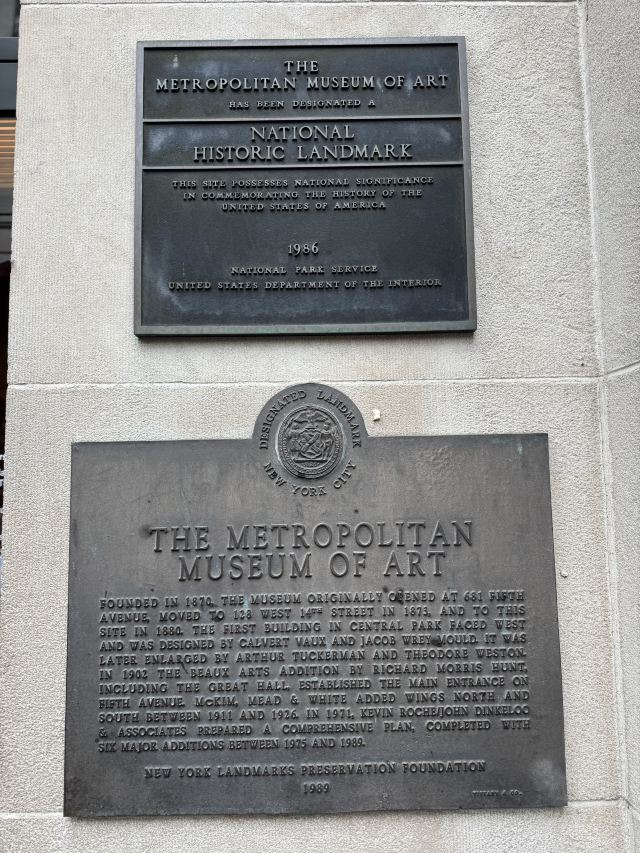 THE
METROPOLITAN MUSEUM OF ART
HAS BEEN DESIGNATED A
NATIONAL
HISTORIC LANDMARK
THIS SITE POSSESSES NATIONAL SIGNIFICANCE
IN COMMEMORATING THE HISTORY OF THE
UNITED STATES OF AMERICA
1986
NATIONAL PARK SERVICE
UNITED STATES DEPARTMENT OF THE INTERIOR
DESIGNATED LANDMARK
NEW YORK CITY
THE METROPOLITAN
MUSEUM OF ART
FOUNDED IN 1870, THE MUSEUM ORIGINALLY OPENED AT 681 FIFTH
AVENUE, MOVED TO 128 WEST 14TH STREET IN 1873, AND TO THIS
SITE IN 1880. THE FIRST BUILDING IN CENTRAL PARK FACED WEST
AND WAS DESIGNED BY CALVERT VAUX AND JACOB WREY MOULD. IT WAS
LATER ENLARGED BY ARTHUR TUCKERMAN AND THEODORE WESTON.
IN 1902 THE BEAUX ARTS ADDITION BY RICHARD MORRIS HUNT,
INCLUDING THE GREAT HALL, ESTABLISHED THE MAIN ENTRANCE ON
FIFTH AVENUE. McKIM, MEAD & WHITE ADDED WINGS NORTH AND
SOUTH BETWEEN 1911 AND 1926. IN 1971, KEVIN ROCHE/JOHN DINKELOO
& ASSOCIATES PREPARED A COMPREHENSIVE PLAN, COMPLETED WITH
SIX MAJOR ADDITIONS BETWEEN 1975 AND 1989.
NEW YORK LANDMARKS PRESERVATION FOUNDATION
1989
TIFFANY & CO.